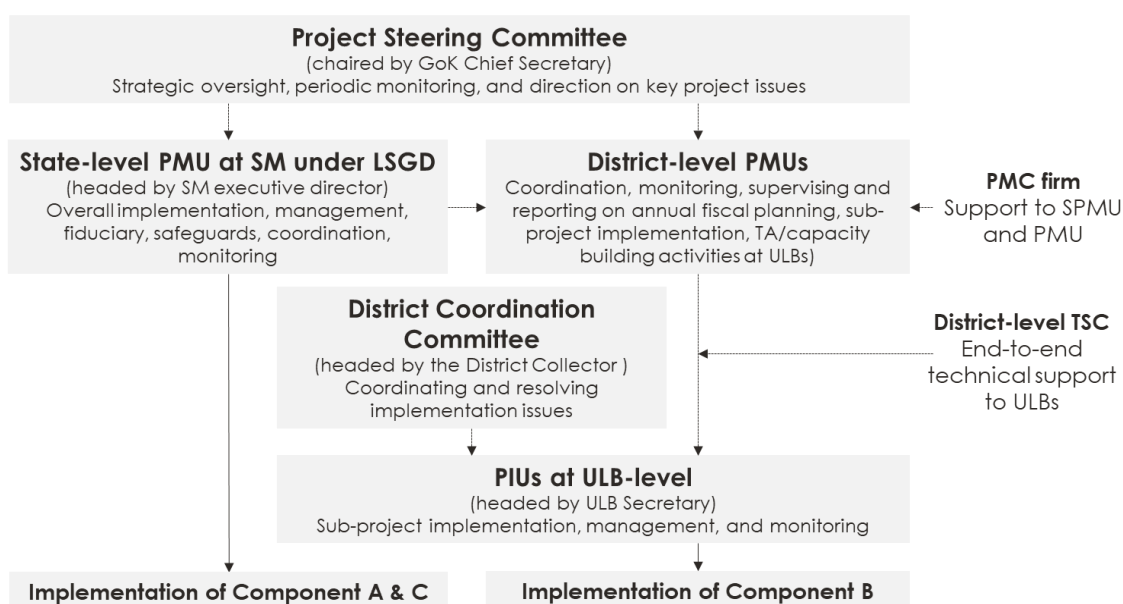 Project Steering Committee
(chaired by GoK Chief Secretary)
Strategic oversight, periodic monitoring, and direction on key project issues
State-level PMU at SM under LSGD
(headed by SM executive director)
Overall implementation, management,
fiduciary, safeguards, coordination,
monitoring
District-level PMUs
Coordination, monitoring, supervising and
reporting on annual fiscal planning, sub-
project implementation, TA/capacity
building activities at ULBs)
PMC firm
Support to SPMU
and PMU
District Coordination
Committee
(headed by the District Collector )
Coordinating and resolving
implementation issues
District-level TSC
End-to-end
technical support
to ULBs
PIUs at ULB-level
(headed by ULB Secretary)
Sub-project implementation, management, and monitoring
Implementation of Component A & C
Implementation of Component B